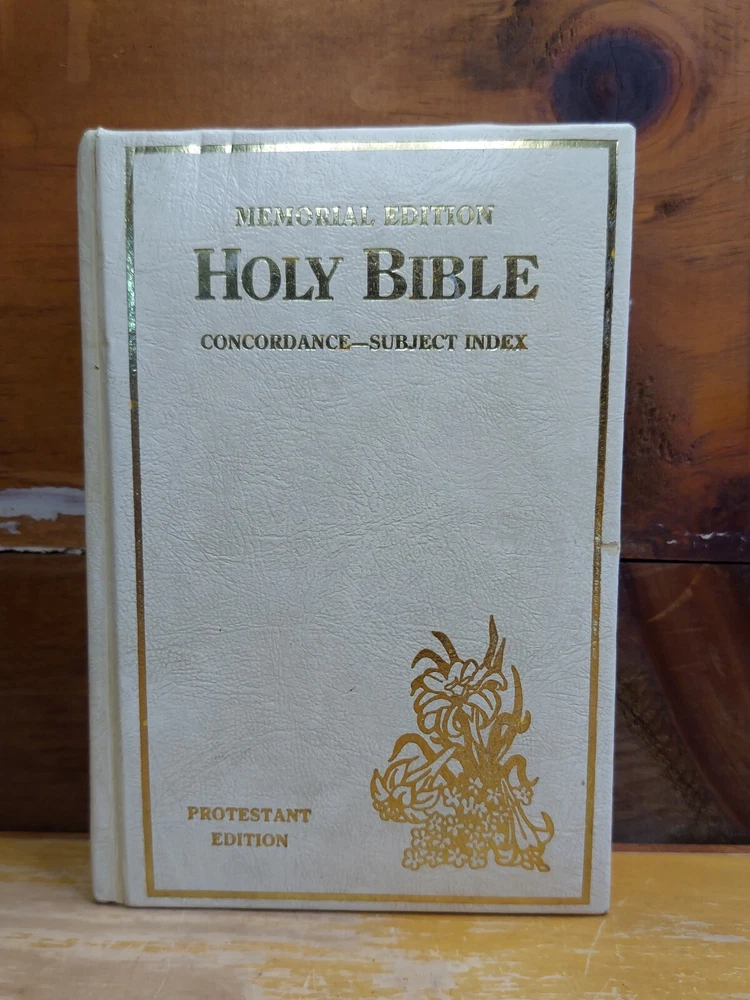 MEMORIAL EDITION
HOLY BIBLE
CONCORDANCE—SUBJECT INDEX
PROTESTANT
EDITION